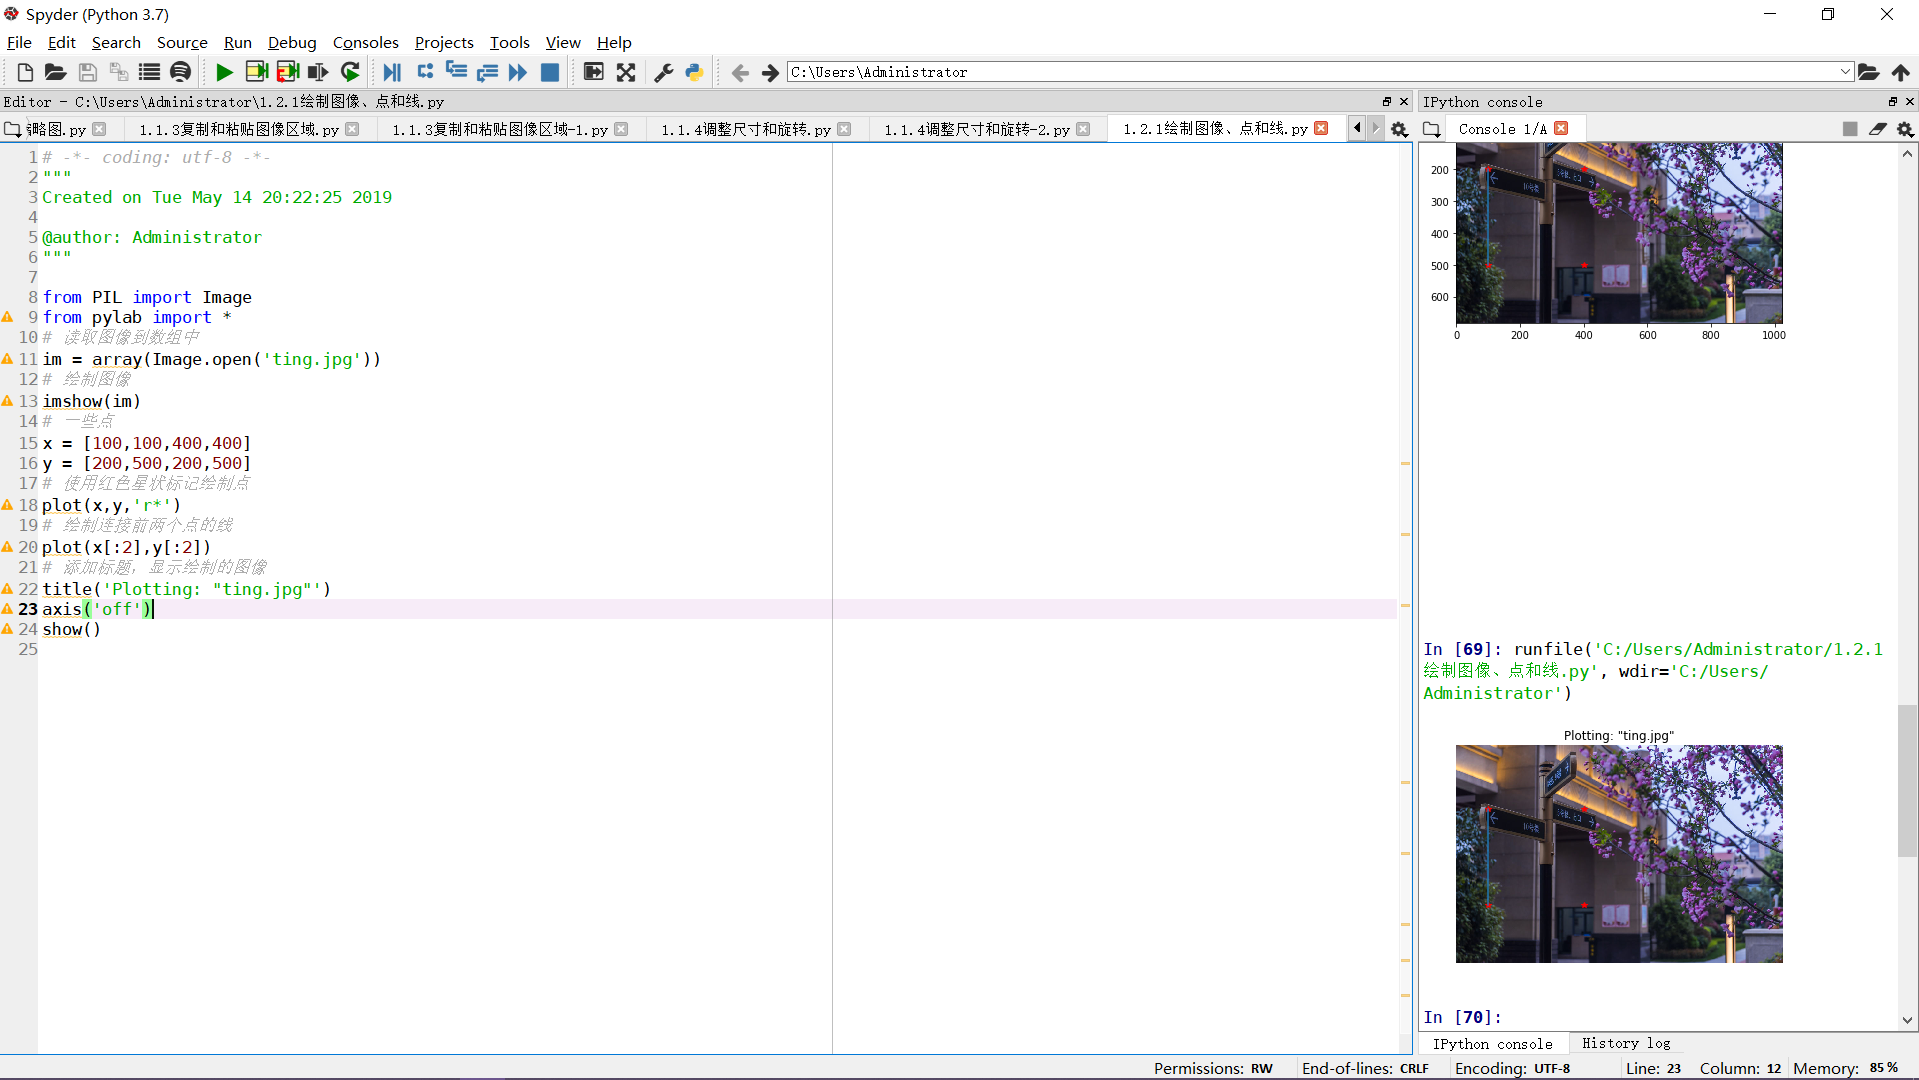 Spyder (Python 3.7)
File Edit Search Source Run Debug Consoles Projects Tools View Help
C:\Users\Administrator
Editor - C:\Users\Administrator\1.2.1绘制图像、点和线.py
IPython console
略图.py 1.1.3复制和粘贴图像区域.py 1.1.3复制和粘贴图像区域-1.py 1.1.4调整尺寸和旋转.py 1.1.4调整尺寸和旋转-2.py 1.2.1绘制图像、点和线.py
Console 1/A
1 # -*- coding: utf-8 -*-
2 """
3 Created on Tue May 14 20:22:25 2019
4
5 @author: Administrator
6 """
7
8 from PIL import Image
9 from pylab import *
10 # 读取图像到数组中
11 im = array(Image.open('ting.jpg'))
12 # 绘制图像
13 imshow(im)
14 # 一些点
15 x = [100,100,400,400]
16 y = [200,500,200,500]
17 # 使用红色星状标记绘制点
18 plot(x,y,'r*')
19 # 绘制连接前两个点的线
20 plot(x[:2],y[:2])
21 # 添加标题，显示绘制的图像
22 title('Plotting: "ting.jpg"')
23 axis('off')
24 show()
25
200
300
400
500
600
0 200 400 600 800 1000
In [69]: runfile('C:/Users/Administrator/1.2.1
绘制图像、点和线.py', wdir='C:/Users/
Administrator')
Plotting: "ting.jpg"
In [70]:
IPython console History log
Permissions: RW End-of-lines: CRLF Encoding: UTF-8 Line: 23 Column: 12 Memory: 85 %